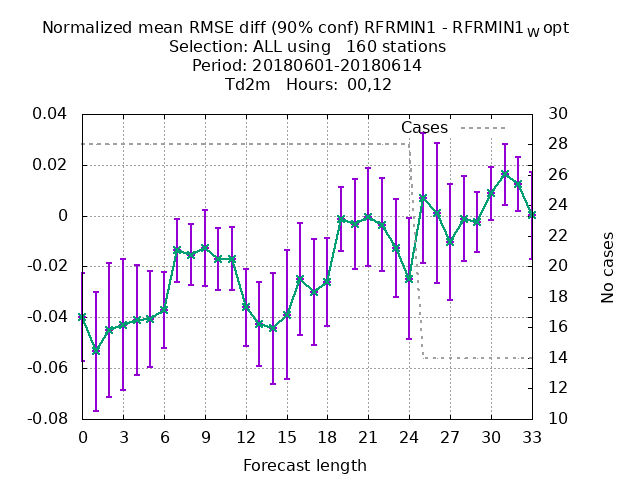 Normalized mean RMSE diff (90% conf) RFRMIN1 - RFRMIN1w opt
Selection: ALL using 160 stations
Period: 20180601-20180614
Td2m Hours: 00,12
Cases
0.04
0.02
0
-0.02
-0.04
-0.06
-0.08
30
28
26
24
22
20
18
16
14
12
10
No cases
0 3 6 9 12 15 18 21 24 27 30 33
Forecast length